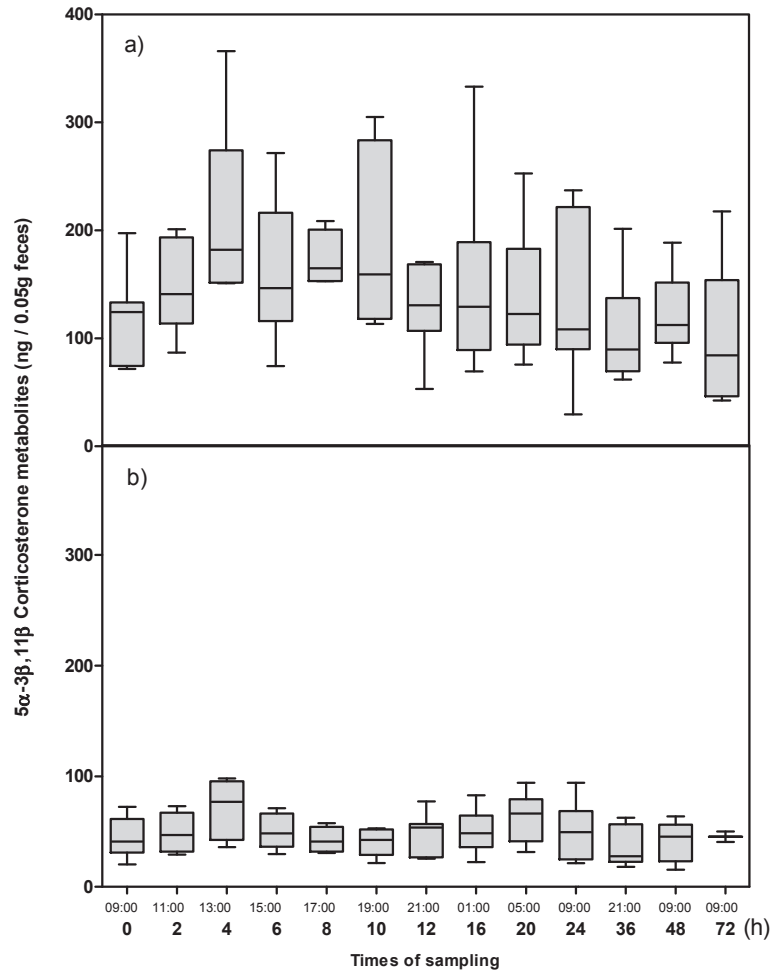 400
a)
300
200
100
0
b)
300
200
100
0
5α-3β,11β Corticosterone metabolites (ng / 0.05g feces)
09:00 11:00 13:00 15:00 17:00 19:00 21:00 01:00 05:00 09:00 21:00 09:00 09:00
0 2 4 6 8 10 12 16 20 24 36 48 72 (h)
Times of sampling